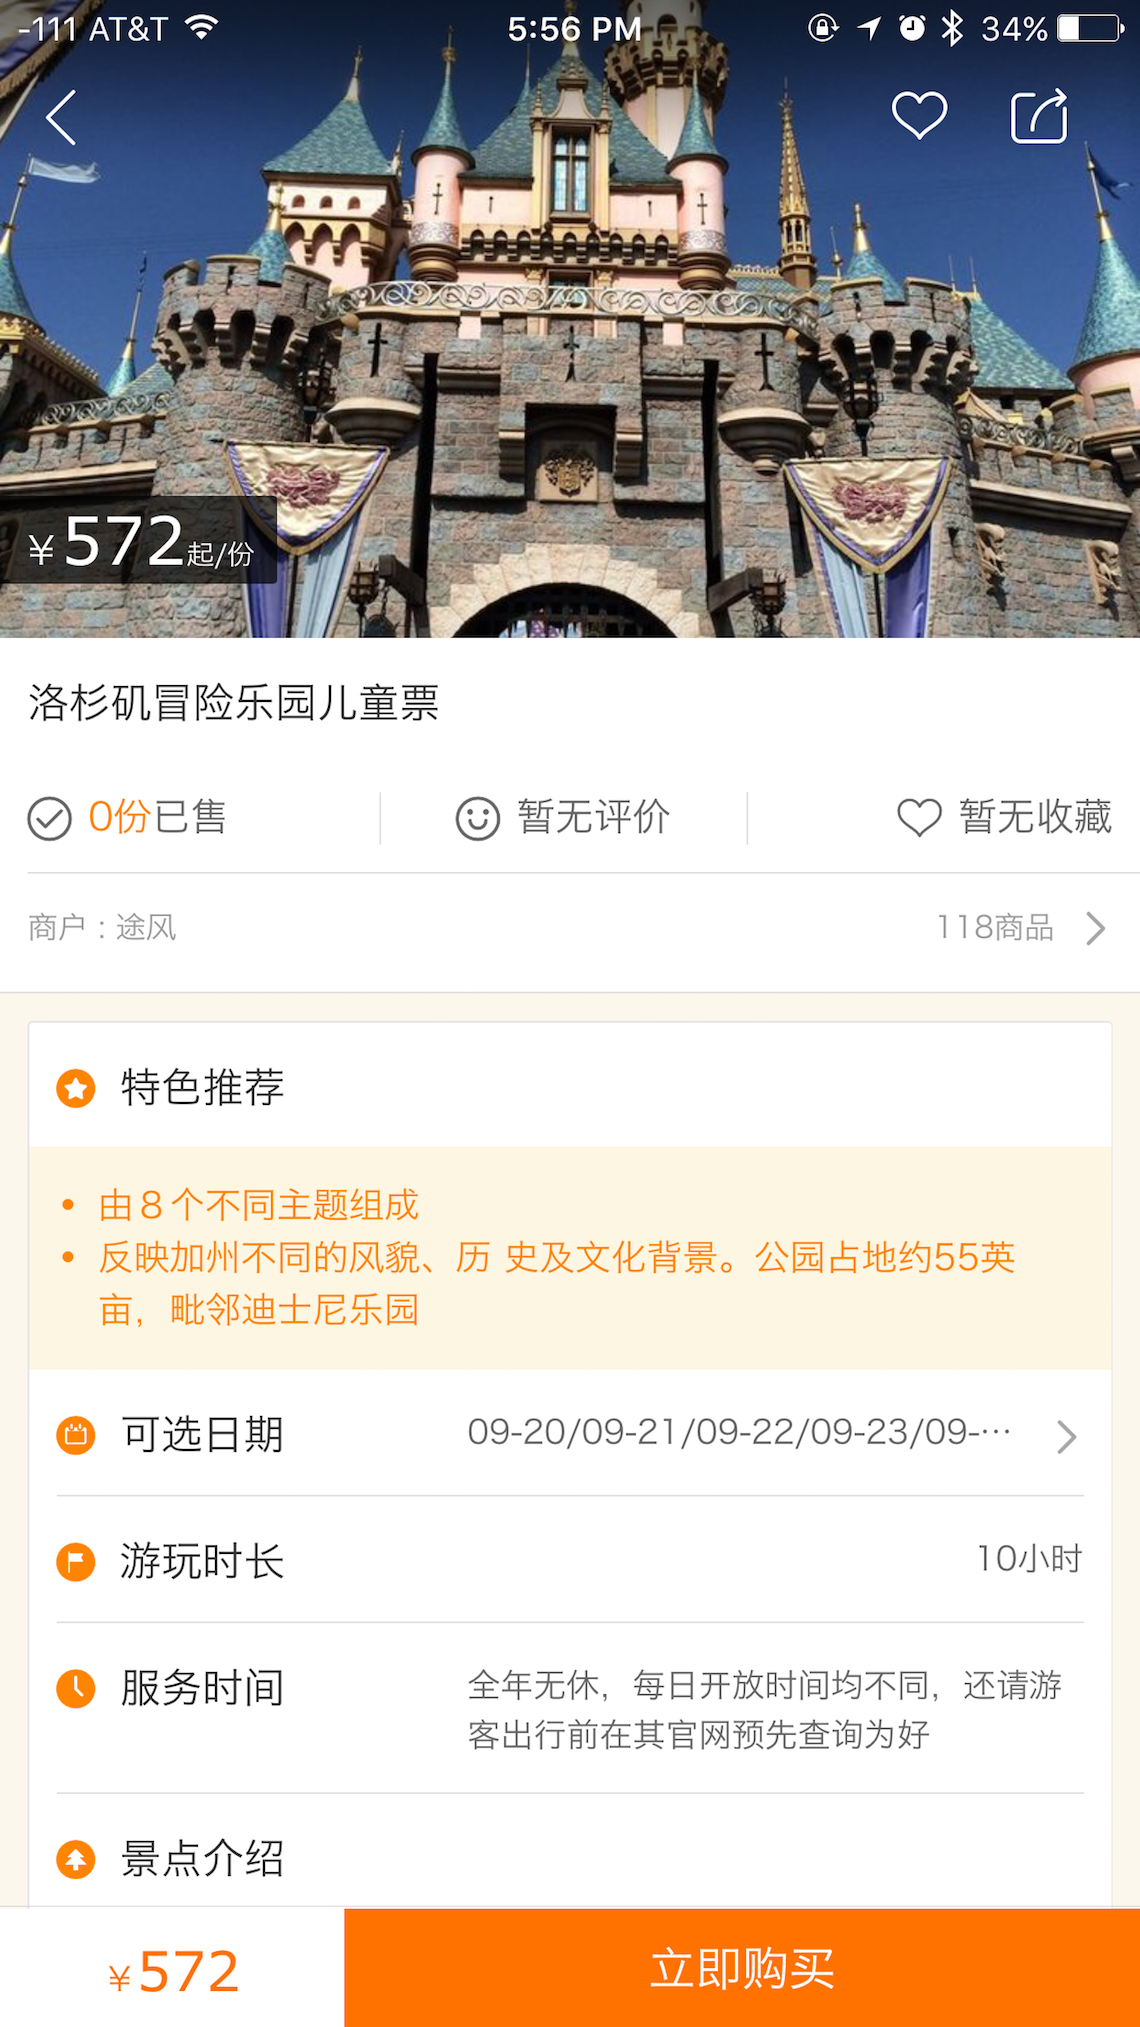 -111 AT&T 5:56 PM 34%
¥572起/份
洛杉矶冒险乐园儿童票
0份已售 暂无评价 暂无收藏
商户：途风 118商品
特色推荐
• 由８个不同主题组成
• 反映加州不同的风貌、历 史及文化背景。公园占地约55英
亩，毗邻迪士尼乐园
可选日期 09-20/09-21/09-22/09-23/09-…
游玩时长 10小时
服务时间 全年无休，每日开放时间均不同，还请游
客出行前在其官网预先查询为好
景点介绍
¥572 立即购买